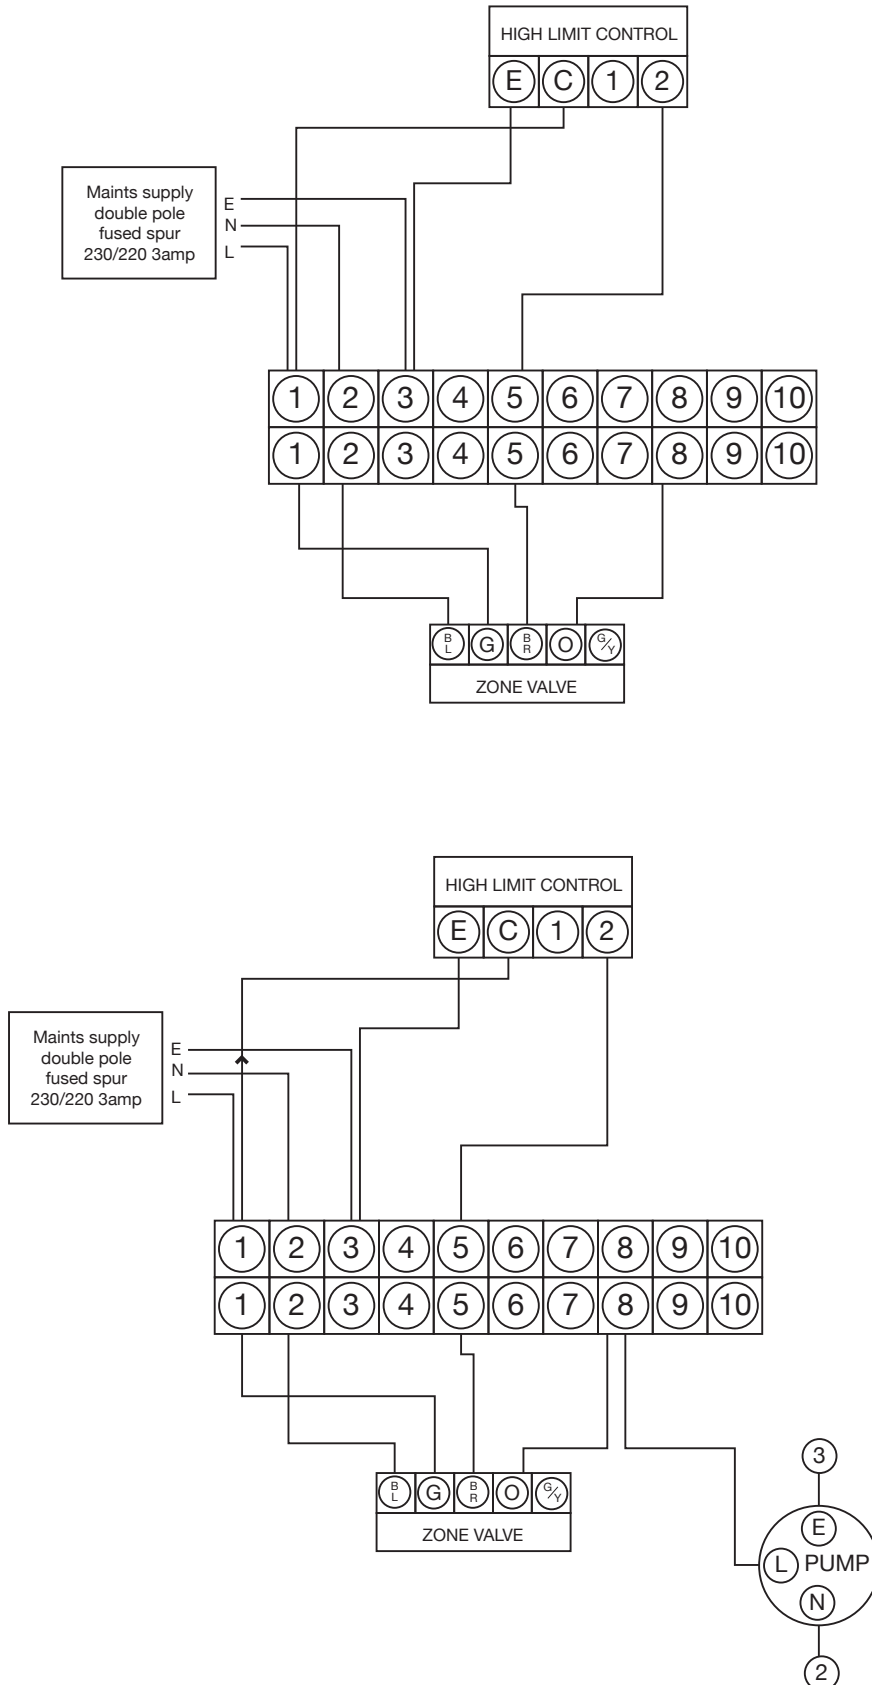 HIGH LIMIT CONTROL
E C 1 2
Maints supply
double pole
fused spur
230/220 3amp
E
N
L
1 2 3 4 5 6 7 8 9 10
1 2 3 4 5 6 7 8 9 10
B L G B R O G/Y
ZONE VALVE
HIGH LIMIT CONTROL
E C 1 2
Maints supply
double pole
fused spur
230/220 3amp
E
N
L
1 2 3 4 5 6 7 8 9 10
1 2 3 4 5 6 7 8 9 10
B L G B R O G/Y
ZONE VALVE
3
E
L PUMP
N
2